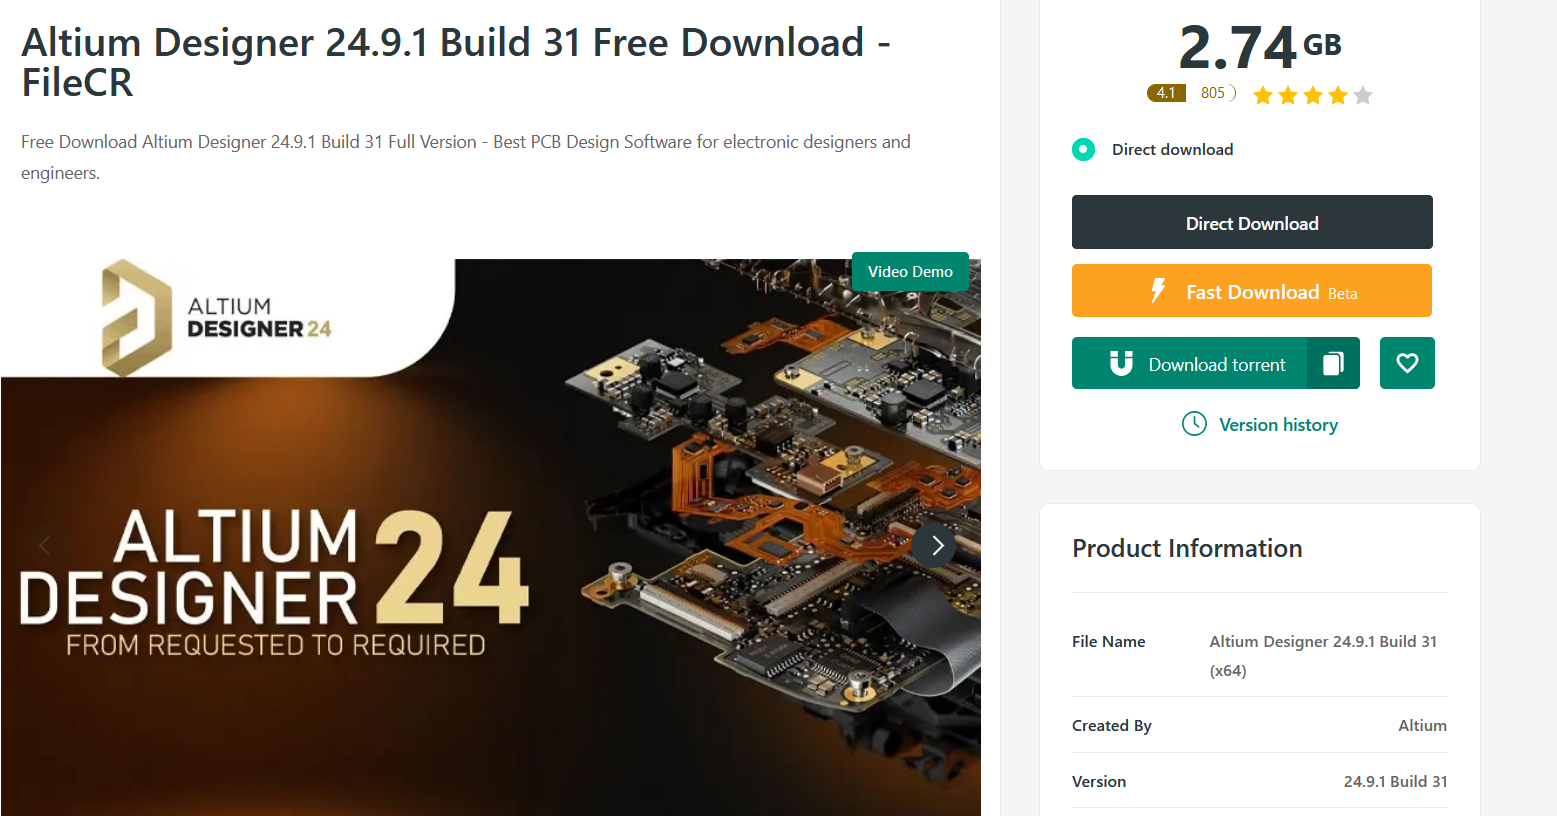 Altium Designer 24.9.1 Build 31 Free Download -
FileCR
Free Download Altium Designer 24.9.1 Build 31 Full Version - Best PCB Design Software for electronic designers and
engineers.
Video Demo
ALTIUM
DESIGNER 24
ALTIUM
DESIGNER 24
FROM REQUESTED TO REQUIRED
2.74 GB
4.1 805
Direct download
Direct Download
Fast Download Beta
Download torrent
Version history
Product Information
File Name Altium Designer 24.9.1 Build 31
(x64)
Created By Altium
Version 24.9.1 Build 31